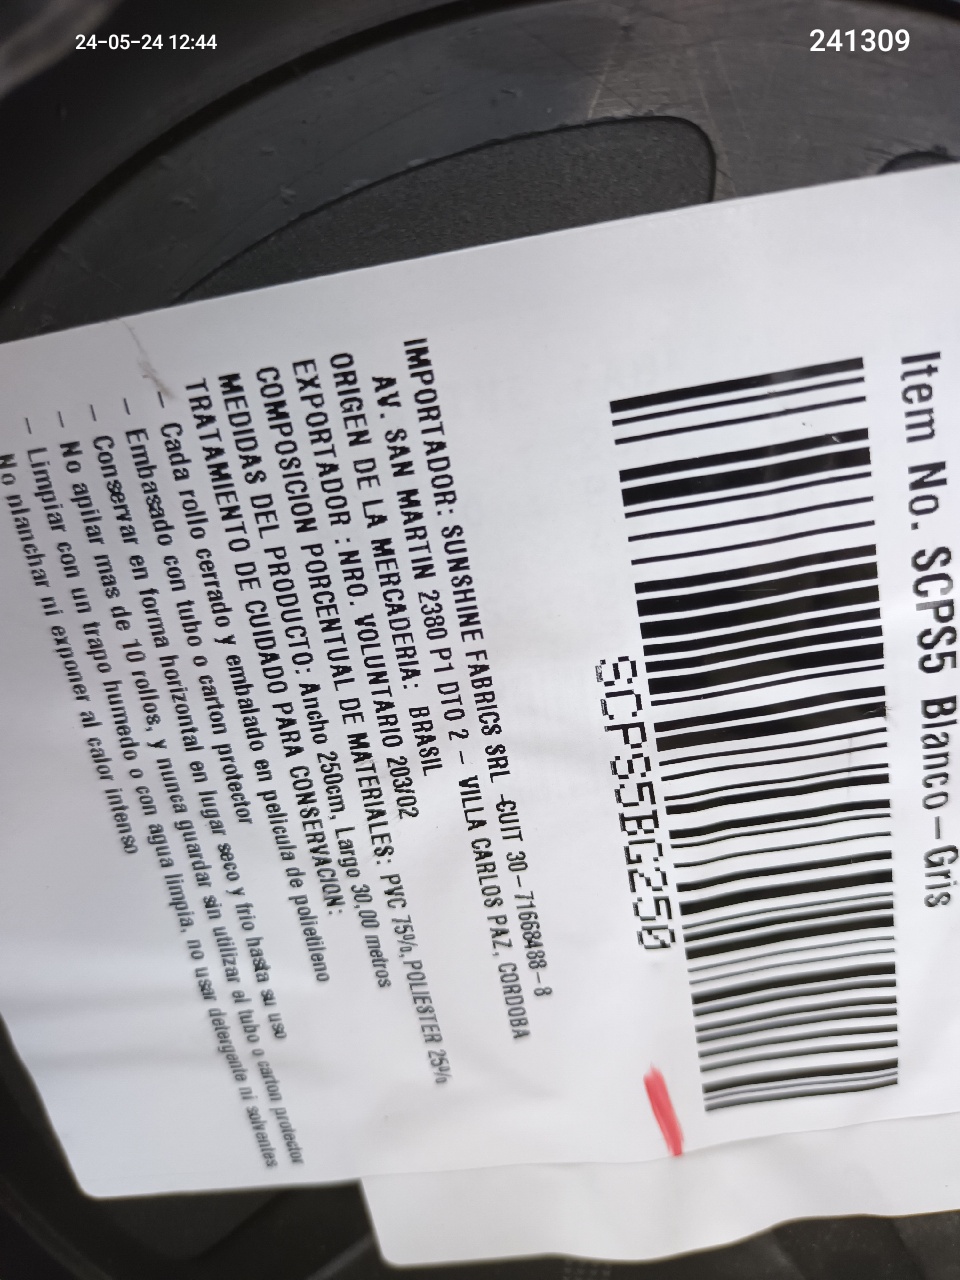 24-05-24 12:44
241309
Item No. SCPS5 Blanco-Gris
SCPS5BG250
IMPORTADOR: SUNSHINE FABRICS SRL -CUIT 30-71668488-8
AV. SAN MARTIN 2380 P1 DTO 2 - VILLA CARLOS PAZ, CORDOBA
ORIGEN DE LA MERCADERIA: BRASIL
EXPORTADOR : NRO. VOLUNTARIO 203/02
COMPOSICION PORCENTUAL DE MATERIALES: PVC 75%, POLIESTER 25%
MEDIDAS DEL PRODUCTO: Ancho 250cm, Largo 30,00 metros
TRATAMIENTO DE CUIDADO PARA CONSERVACION:
- Cada rollo cerrado y embalado en pelicula de polietileno
- Embasado con tubo o carton protector
- Conservar en forma horizontal en lugar seco y frio hasta su uso
- No apilar mas de 10 rollos, y nunca guardar sin utilizar el tubo o carton protector
- Limpiar con un trapo humedo o con agua limpia, no usar detergente ni solventes
No planchar ni exponer al calor intenso